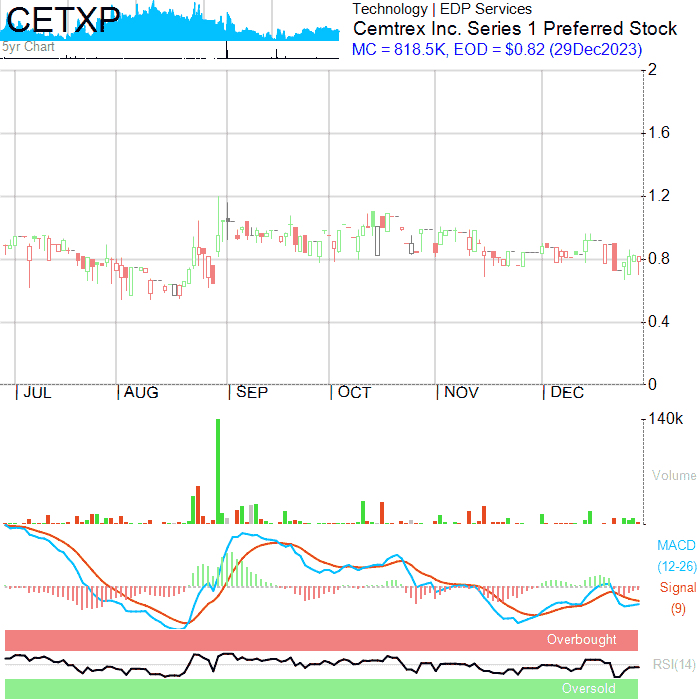 CETXP
5yr Chart
Technology | EDP Services
Cemtrex Inc. Series 1 Preferred Stock
MC = 818.5K, EOD = $0.82 (29Dec2023)
2
1.6
1.2
0.8
0.4
0
JUL AUG SEP OCT NOV DEC
140k
Volume
MACD
(12-26)
Signal
(9)
Overbought
RSI(14)
Oversold